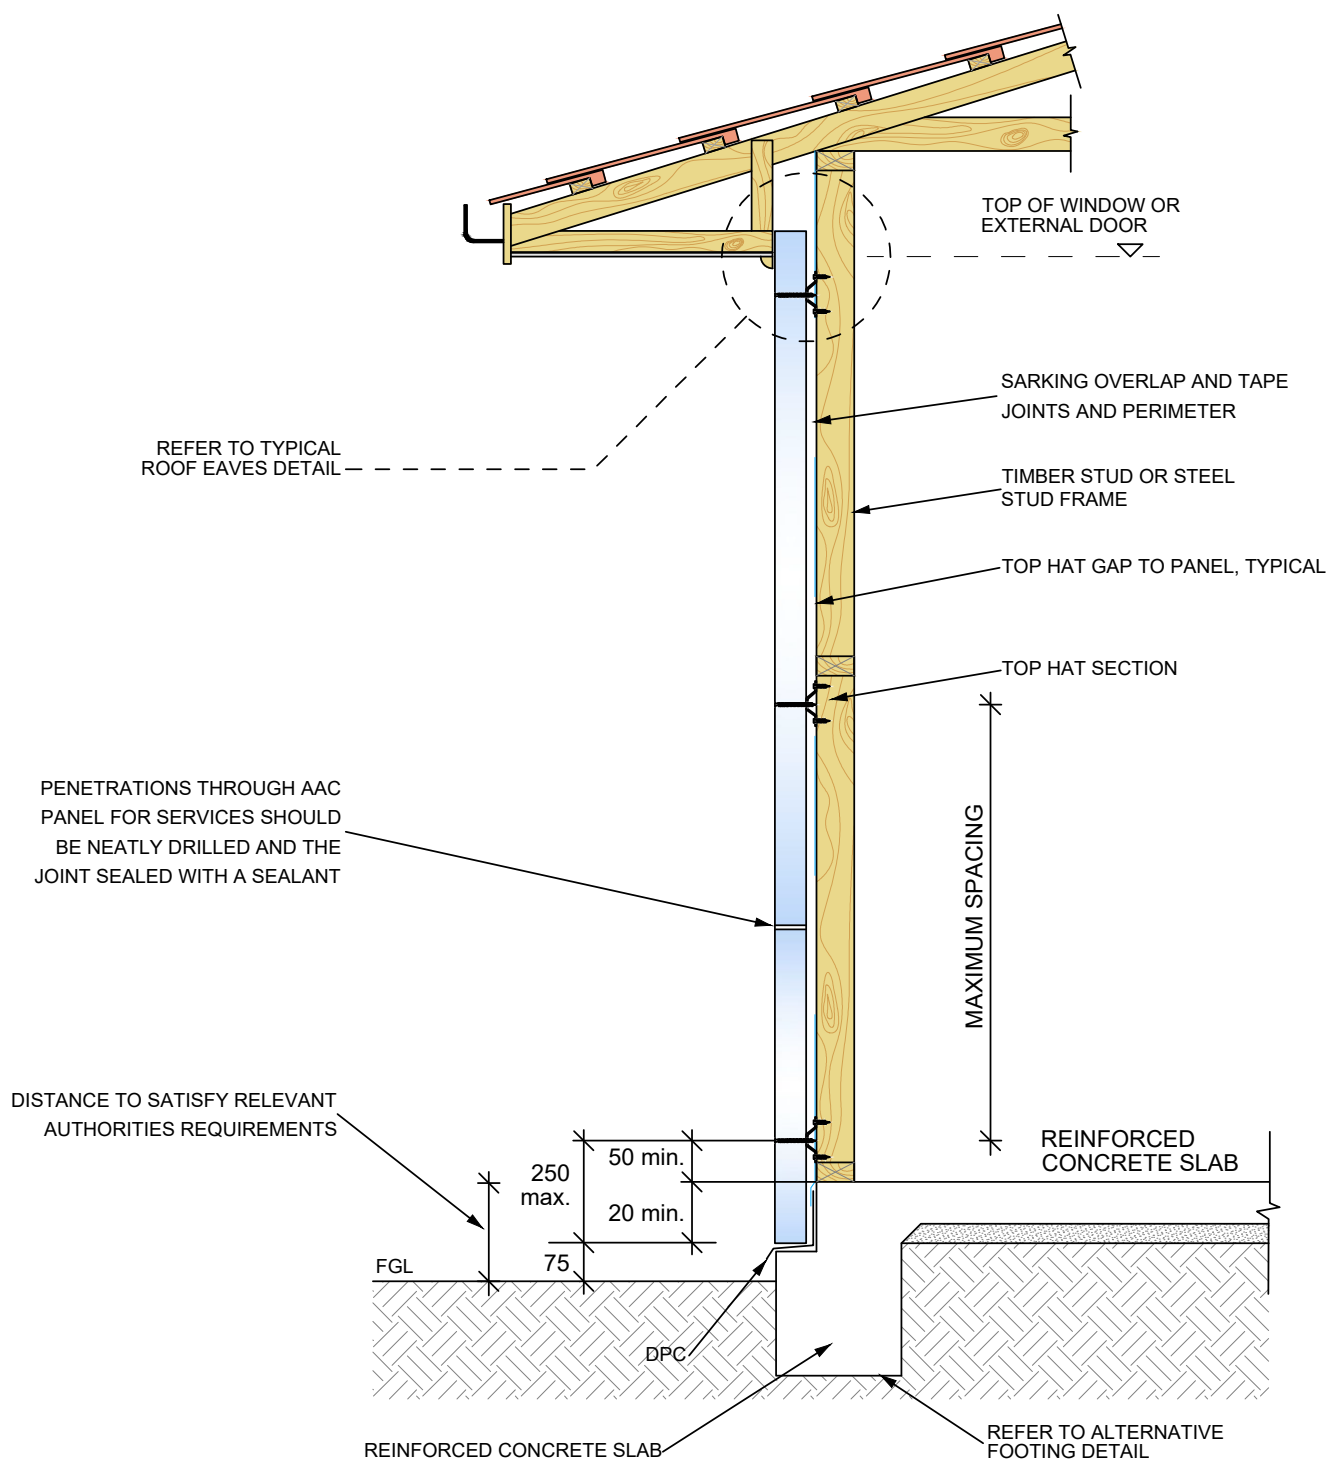 TOP OF WINDOW OR
EXTERNAL DOOR
SARKING OVERLAP AND TAPE
JOINTS AND PERIMETER
REFER TO TYPICAL
ROOF EAVES DETAIL
TIMBER STUD OR STEEL
STUD FRAME
TOP HAT GAP TO PANEL, TYPICAL
TOP HAT SECTION
PENETRATIONS THROUGH AAC
PANEL FOR SERVICES SHOULD
BE NEATLY DRILLED AND THE
JOINT SEALED WITH A SEALANT
MAXIMUM SPACING
DISTANCE TO SATISFY RELEVANT
AUTHORITIES REQUIREMENTS
REINFORCED
CONCRETE SLAB
50 min.
250
max.
20 min.
75
FGL
DPC
REINFORCED CONCRETE SLAB
REFER TO ALTERNATIVE
FOOTING DETAIL